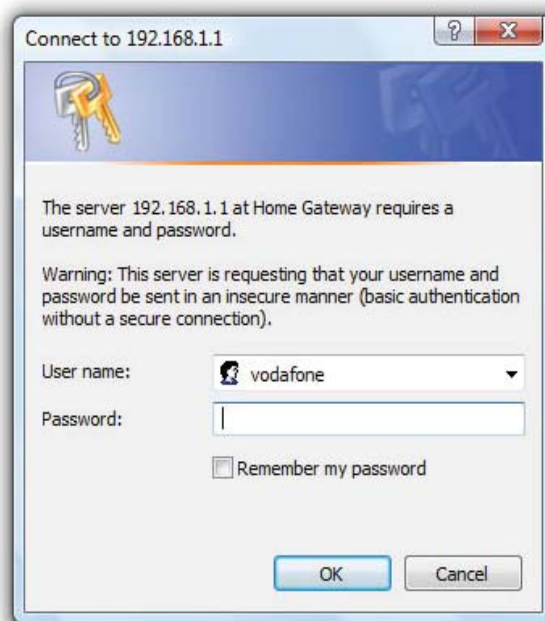 Connect to 192.168.1.1
The server 192.168.1.1 at Home Gateway requires a
username and password.
Warning: This server is requesting that your username and
password be sent in an insecure manner (basic authentication
without a secure connection).
User name:
vodafone
Password:
Remember my password
OK
Cancel